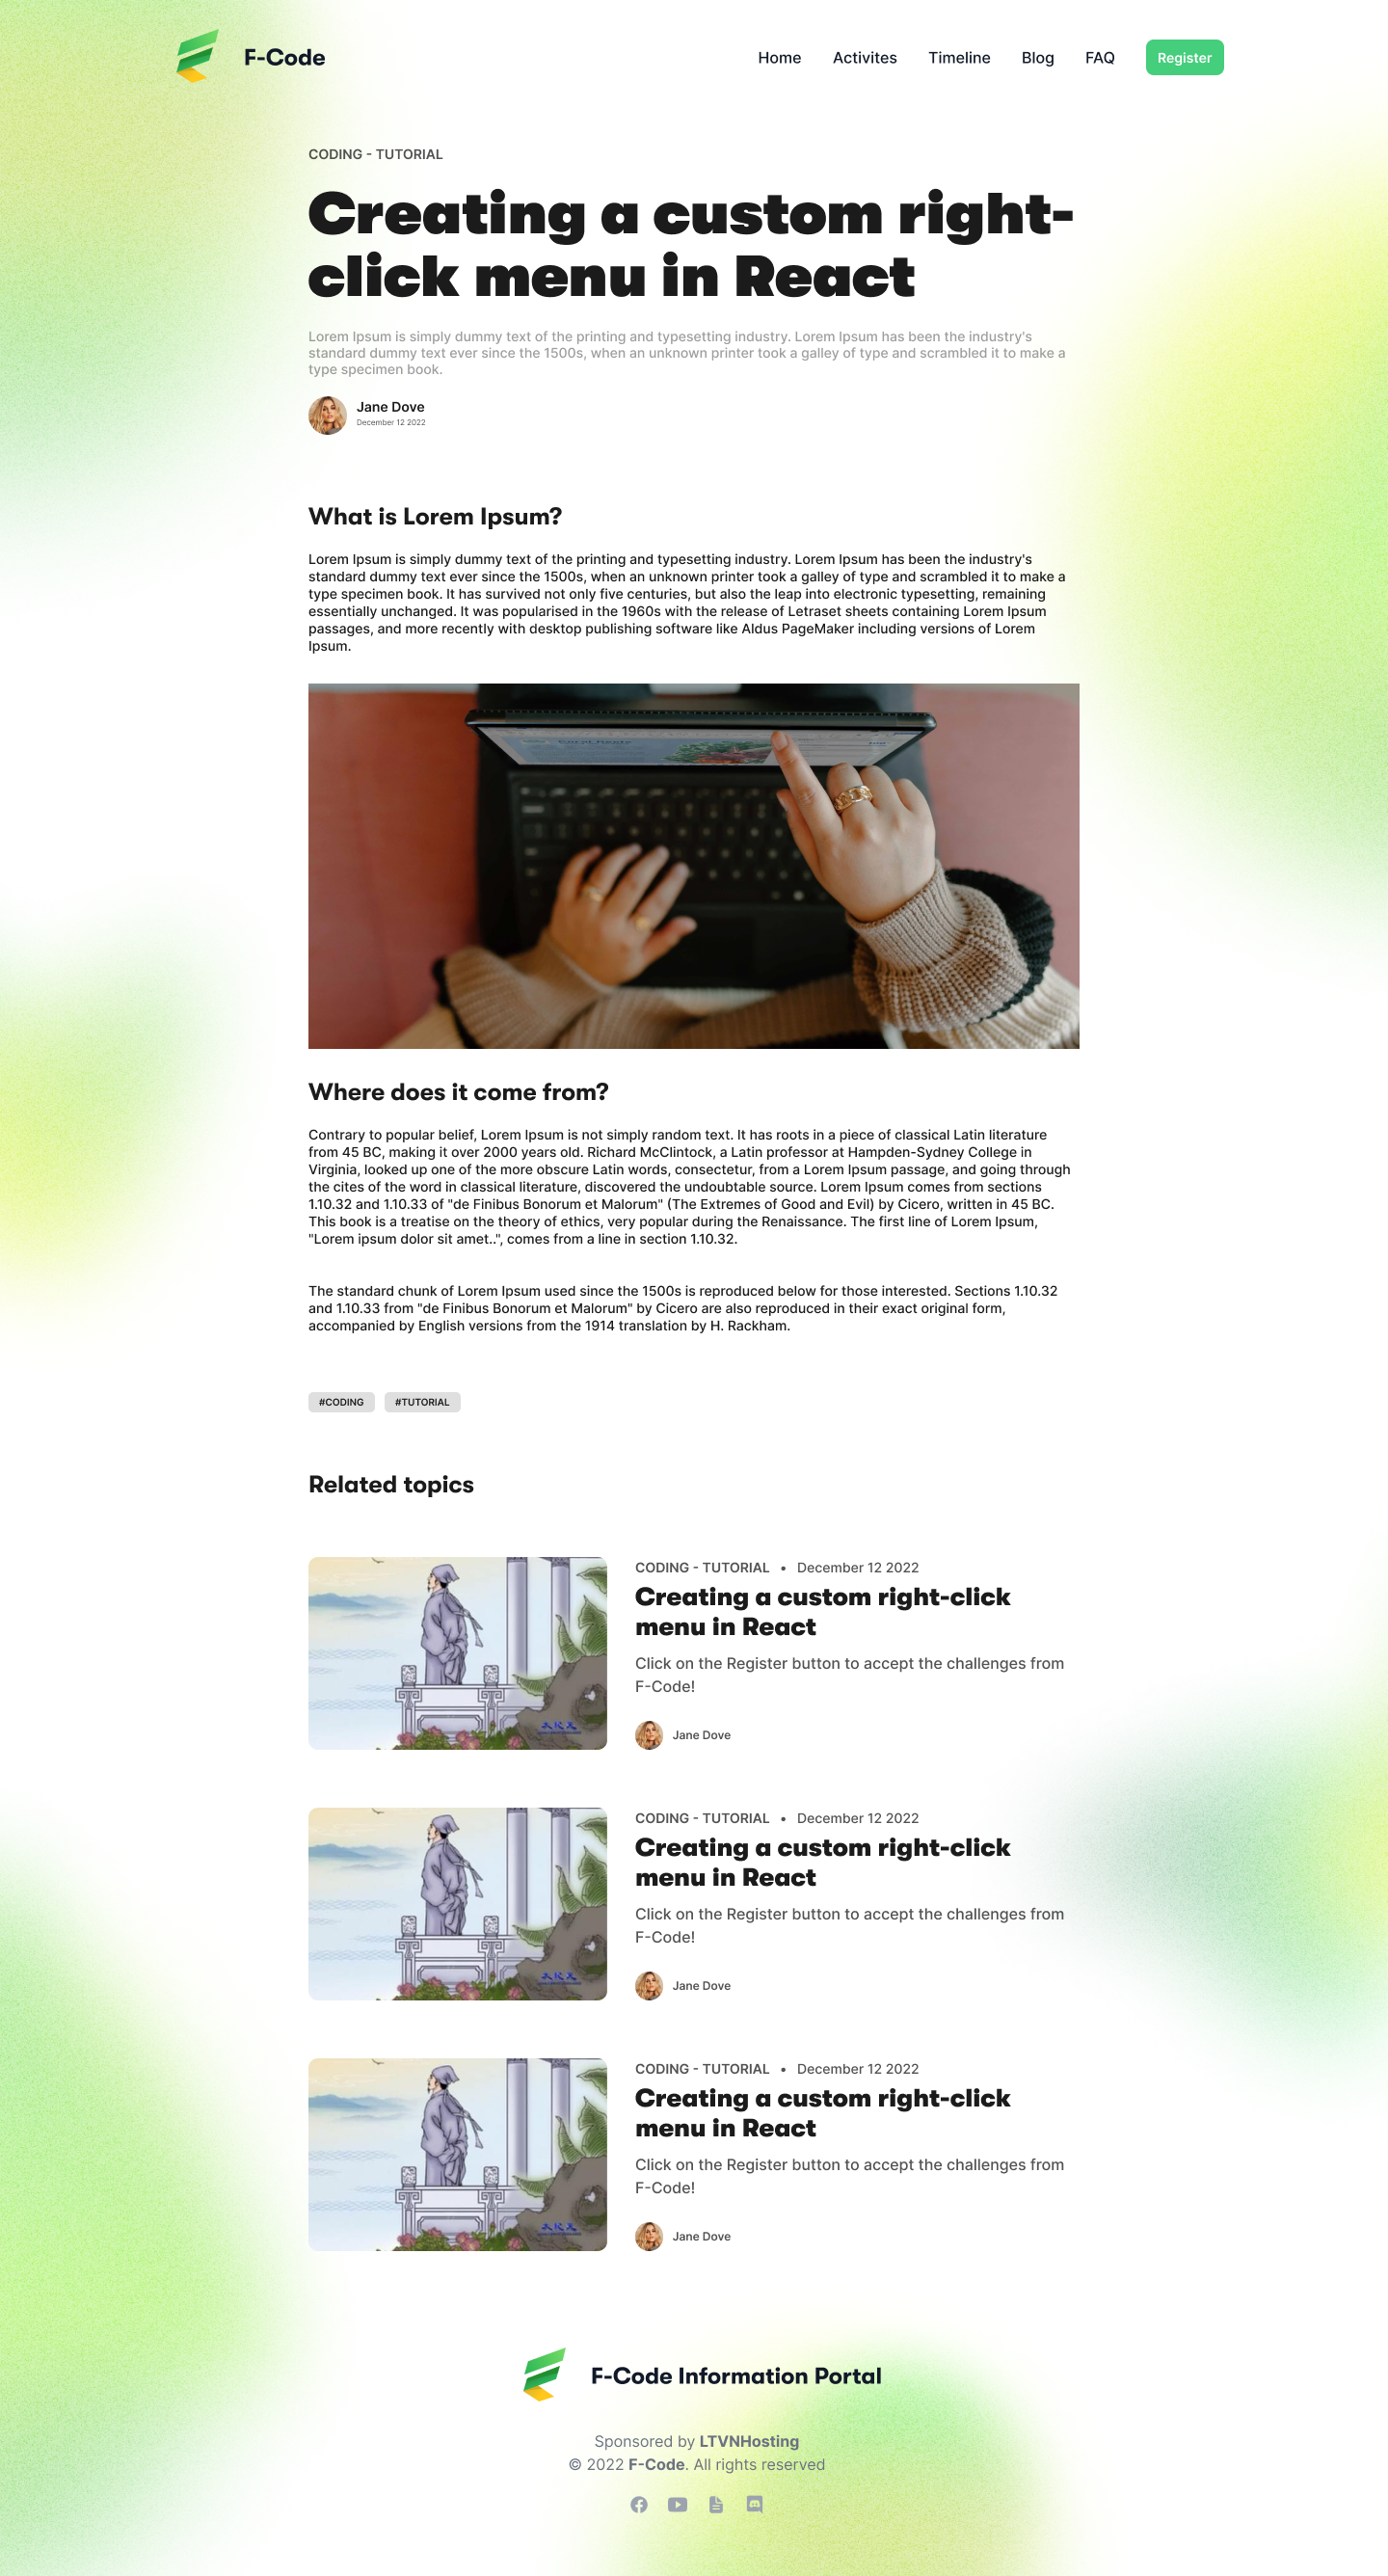 F-Code
Home Activites Timeline Blog FAQ Register
CODING - TUTORIAL
Creating a custom right-
click menu in React
Lorem Ipsum is simply dummy text of the printing and typesetting industry. Lorem Ipsum has been the industry's
standard dummy text ever since the 1500s, when an unknown printer took a galley of type and scrambled it to make a
type specimen book.
Jane Dove
December 12 2022
What is Lorem Ipsum?
Lorem Ipsum is simply dummy text of the printing and typesetting industry. Lorem Ipsum has been the industry's
standard dummy text ever since the 1500s, when an unknown printer took a galley of type and scrambled it to make a
type specimen book. It has survived not only five centuries, but also the leap into electronic typesetting, remaining
essentially unchanged. It was popularised in the 1960s with the release of Letraset sheets containing Lorem Ipsum
passages, and more recently with desktop publishing software like Aldus PageMaker including versions of Lorem
Ipsum.
Where does it come from?
Contrary to popular belief, Lorem Ipsum is not simply random text. It has roots in a piece of classical Latin literature
from 45 BC, making it over 2000 years old. Richard McClintock, a Latin professor at Hampden-Sydney College in
Virginia, looked up one of the more obscure Latin words, consectetur, from a Lorem Ipsum passage, and going through
the cites of the word in classical literature, discovered the undoubtable source. Lorem Ipsum comes from sections
1.10.32 and 1.10.33 of "de Finibus Bonorum et Malorum" (The Extremes of Good and Evil) by Cicero, written in 45 BC.
This book is a treatise on the theory of ethics, very popular during the Renaissance. The first line of Lorem Ipsum,
"Lorem ipsum dolor sit amet..", comes from a line in section 1.10.32.
The standard chunk of Lorem Ipsum used since the 1500s is reproduced below for those interested. Sections 1.10.32
and 1.10.33 from "de Finibus Bonorum et Malorum" by Cicero are also reproduced in their exact original form,
accompanied by English versions from the 1914 translation by H. Rackham.
#CODING #TUTORIAL
Related topics
CODING - TUTORIAL • December 12 2022
Creating a custom right-click
menu in React
Click on the Register button to accept the challenges from
F-Code!
Jane Dove
CODING - TUTORIAL • December 12 2022
Creating a custom right-click
menu in React
Click on the Register button to accept the challenges from
F-Code!
Jane Dove
CODING - TUTORIAL • December 12 2022
Creating a custom right-click
menu in React
Click on the Register button to accept the challenges from
F-Code!
Jane Dove
F-Code Information Portal
Sponsored by LTVNHosting
© 2022 F-Code. All rights reserved